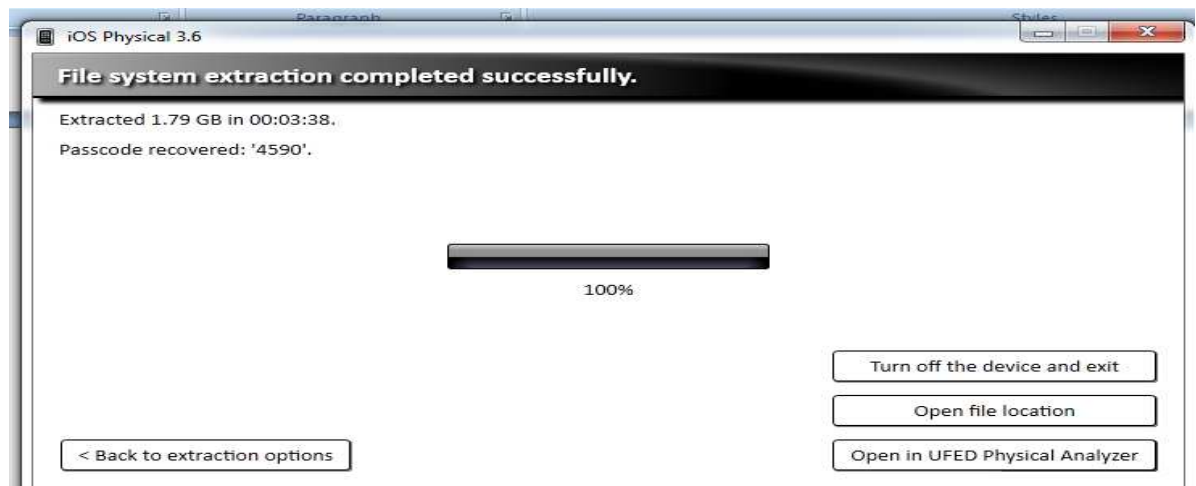 Paragraph
Styles
iOS Physical 3.6
File system extraction completed successfully.
Extracted 1.79 GB in 00:03:38.
Passcode recovered: '4590'.
100%
Turn off the device and exit
Open file location
< Back to extraction options
Open in UFED Physical Analyzer